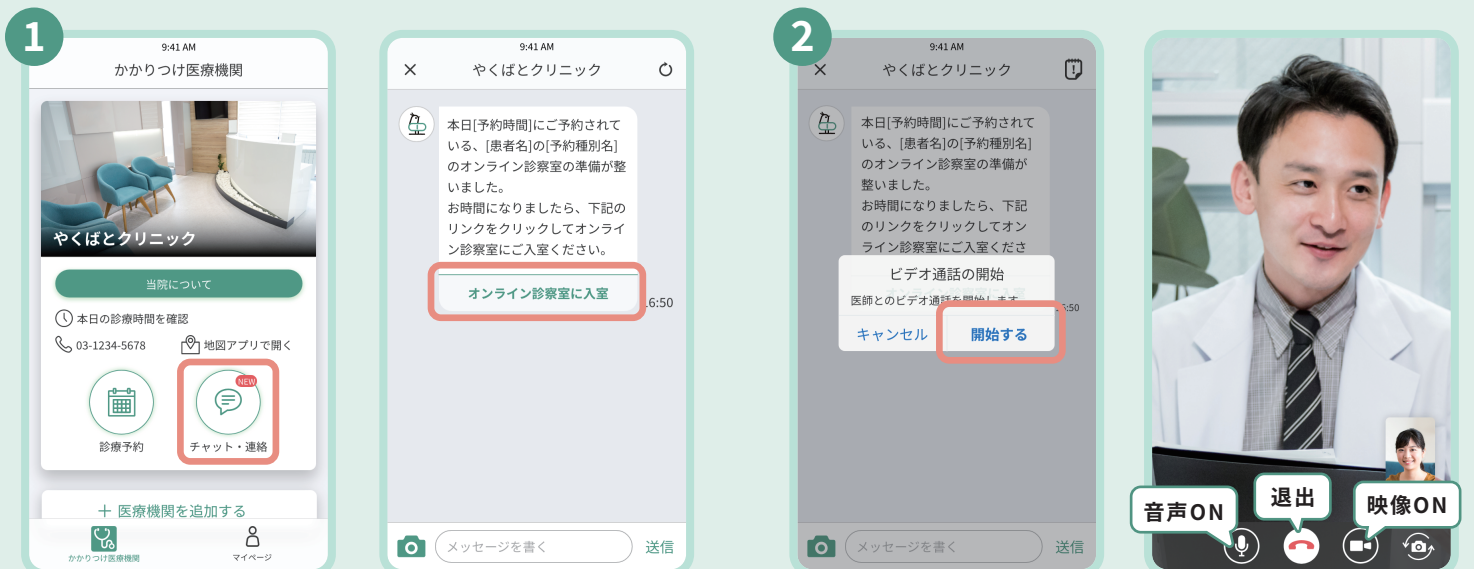 1
9:41 AM
かかりつけ医療機関
やくばとクリニック
当院について
本日の診療時間を確認
03-1234-5678
地図アプリで開く
NEW
診療予約
チャット・連絡
＋ 医療機関を追加する
かかりつけ医療機関
マイページ
9:41 AM
やくばとクリニック
本日[予約時間]にご予約されて
いる、[患者名]の[予約種別名]
のオンライン診察室の準備が整
いました。
お時間になりましたら、下記の
リンクをクリックしてオンライ
ン診察室にご入室ください。
オンライン診察室に入室
6:50
メッセージを書く
送信
2
9:41 AM
やくばとクリニック
本日[予約時間]にご予約されて
いる、[患者名]の[予約種別名]
のオンライン診察室の準備が
整いました。
お時間になりましたら、下記
のリンクをクリックしてオン
ライン診察室にご入室くださ
ビデオ通話の開始
オンライン診察室に入室
医師とのビデオ通話を開始します
:50
キャンセル
開始する
メッセージを書く
送信
音声ON
退出
映像ON